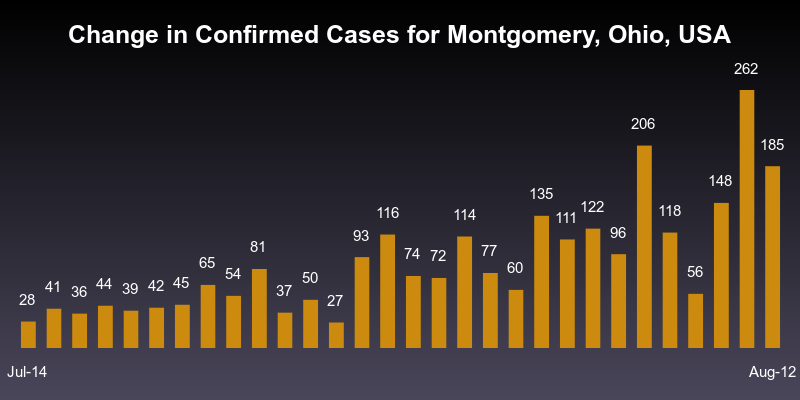 Change in Confirmed Cases for Montgomery, Ohio, USA
28 41 36 44 39 42 45 65 54 81 37 50 27 93 116 74 72 114 77 60 135 111 122 96 206 118 56 148 262 185
Jul-14 Aug-12